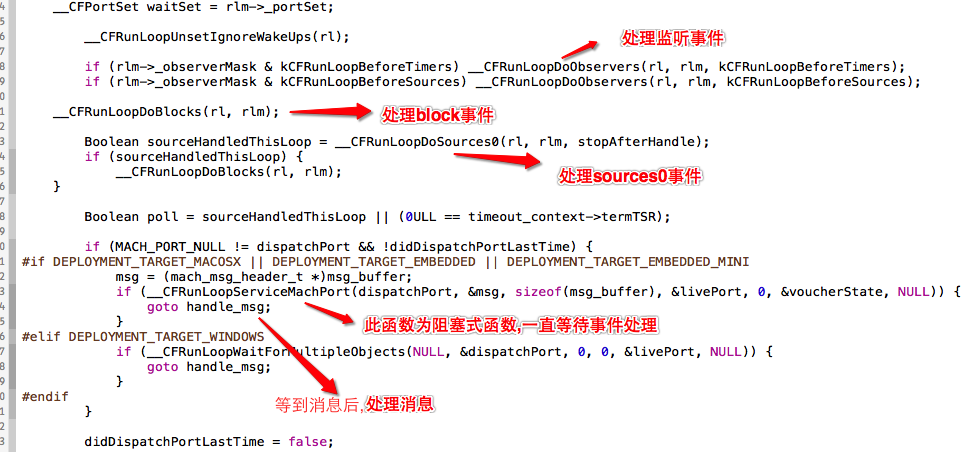 __CFPortSet waitSet = rlm->_portSet;
__CFRunLoopUnsetIgnoreWakeUps(rl);
处理监听事件
if (rlm->_observerMask & kCFRunLoopBeforeTimers) __CFRunLoopDoObservers(rl, rlm, kCFRunLoopBeforeTimers);
if (rlm->_observerMask & kCFRunLoopBeforeSources) __CFRunLoopDoObservers(rl, rlm, kCFRunLoopBeforeSources);
__CFRunLoopDoBlocks(rl, rlm);
处理block事件
Boolean sourceHandledThisLoop = __CFRunLoopDoSources0(rl, rlm, stopAfterHandle);
if (sourceHandledThisLoop) {
__CFRunLoopDoBlocks(rl, rlm);
处理sources0事件
}
Boolean poll = sourceHandledThisLoop || (0ULL == timeout_context->termTSR);
if (MACH_PORT_NULL != dispatchPort && !didDispatchPortLastTime) {
#if DEPLOYMENT_TARGET_MACOSX || DEPLOYMENT_TARGET_EMBEDDED || DEPLOYMENT_TARGET_EMBEDDED_MINI
msg = (mach_msg_header_t *)msg_buffer;
if (__CFRunLoopServiceMachPort(dispatchPort, &msg, sizeof(msg_buffer), &livePort, 0, &voucherState, NULL)) {
goto handle_msg;
}
此函数为阻塞式函数,一直等待事件处理
#elif DEPLOYMENT_TARGET_WINDOWS
if (__CFRunLoopWaitForMultipleObjects(NULL, &dispatchPort, 0, 0, &livePort, NULL)) {
goto handle_msg;
}
#endif
等到消息后,处理消息
}
didDispatchPortLastTime = false;